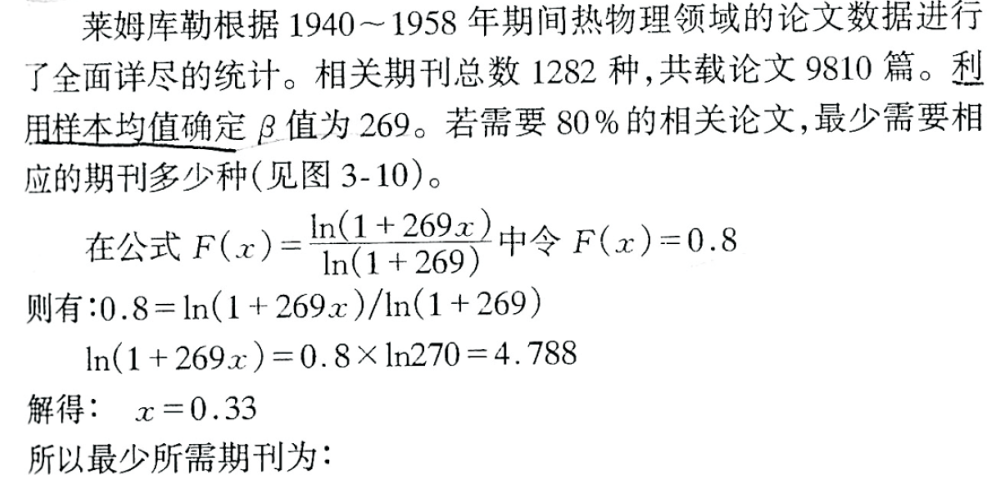 莱姆库勒根据 1940～1958 年期间热物理领域的论文数据进行
了全面详尽的统计。相关期刊总数 1282 种,共载论文 9810 篇。利
用样本均值确定 β 值为 269。若需要 80%的相关论文,最少需要相
应的期刊多少种(见图 3-10)。
在公式 F(x)=ln(1+269x)/ln(1+269)中令 F(x)=0.8
则有:0.8=ln(1+269x)/ln(1+269)
ln(1+269x)=0.8×ln270=4.788
解得: x=0.33
所以最少所需期刊为: